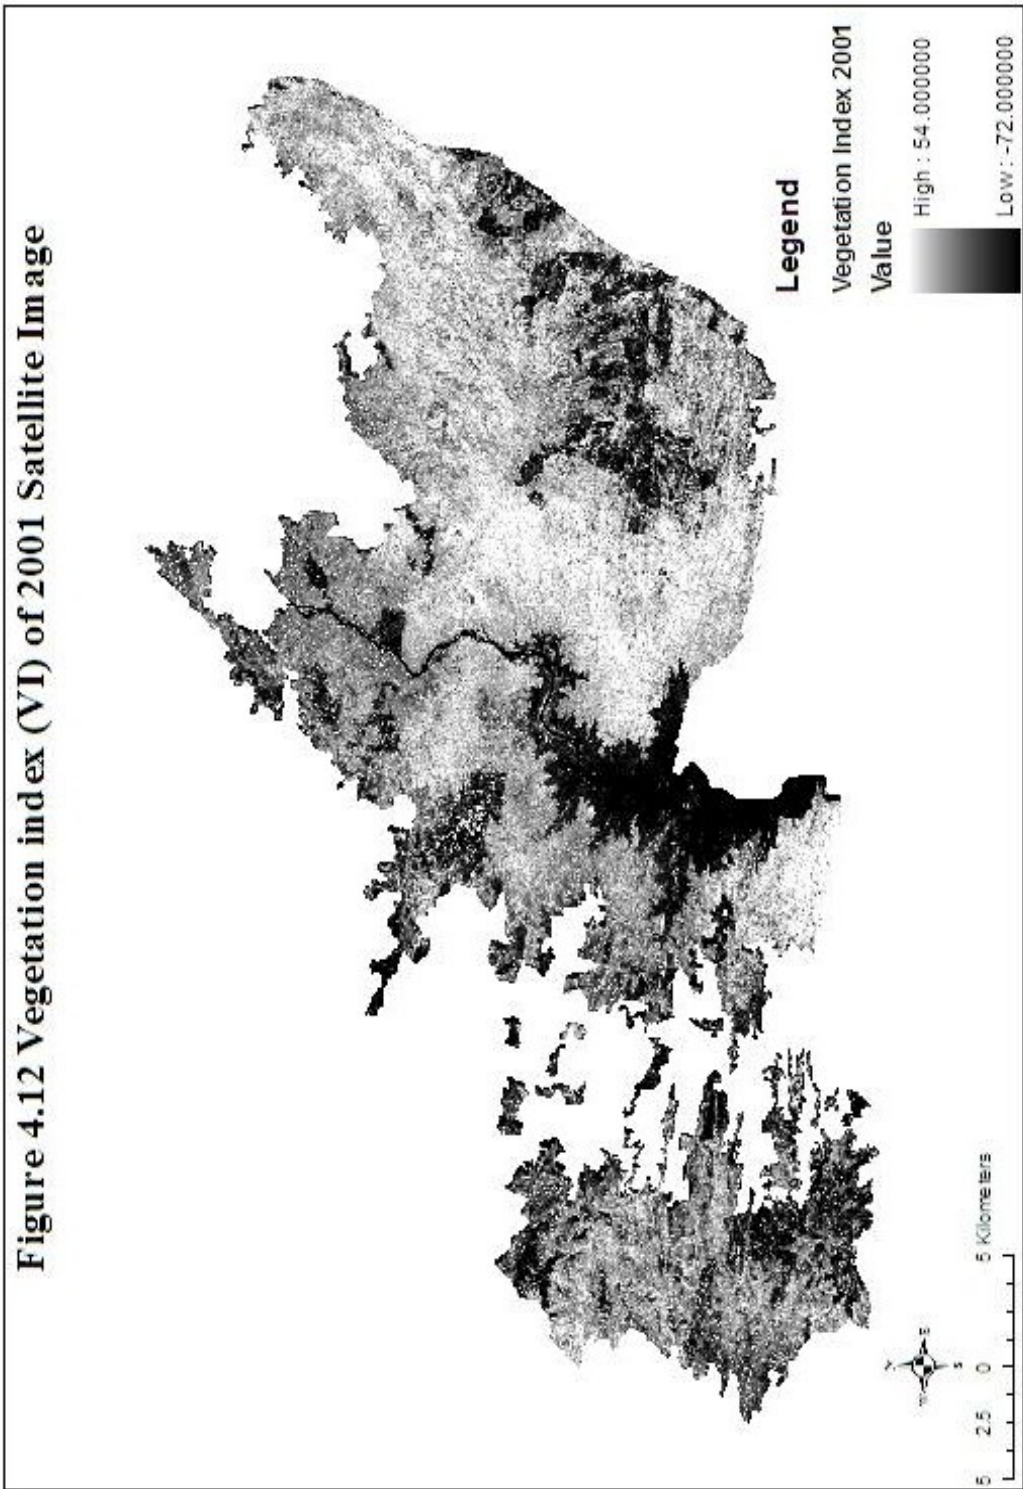 Figure 4.12 Vegetation index (VI) of 2001 Satellite Image
Legend
Vegetation Index 2001
Value
High : 54.000000
Low : -72.000000
5 2.5 0 5 Kilometers